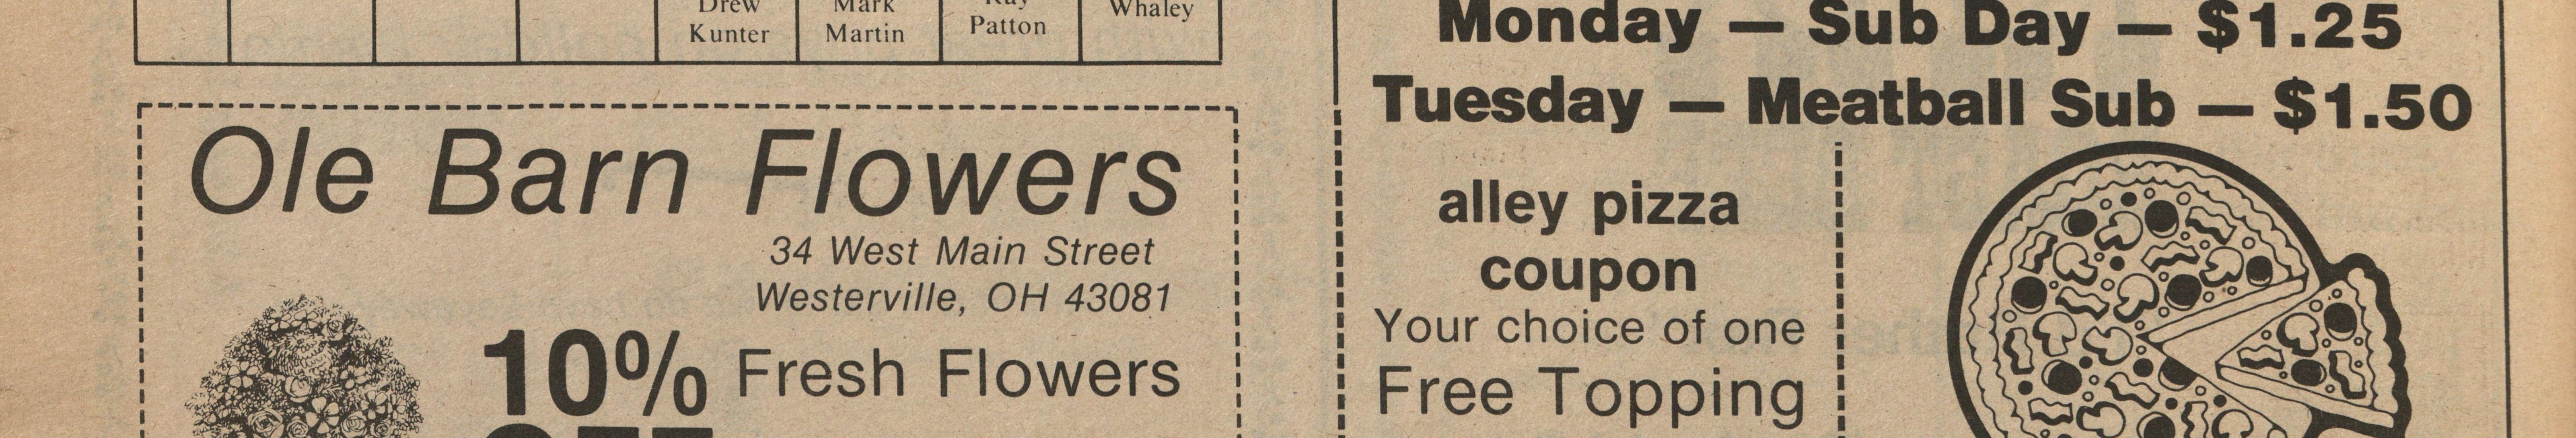 Drew Mark Ray Whaley
Kunter Martin Patton
Ole Barn Flowers
34 West Main Street
Westerville, OH 43081
10% Fresh Flowers
Monday — Sub Day — $1.25
Tuesday — Meatball Sub — $1.50
alley pizza
coupon
Your choice of one
Free Topping